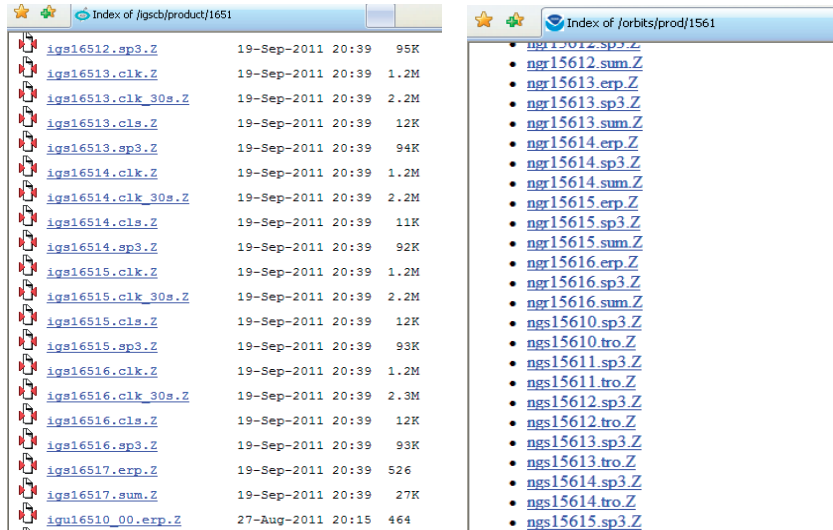 Index of /igscb/product/1651
igs16512.sp3.Z 19-Sep-2011 20:39 95K
igs16513.clk.Z 19-Sep-2011 20:39 1.2M
igs16513.clk_30s.Z 19-Sep-2011 20:39 2.2M
igs16513.cls.Z 19-Sep-2011 20:39 12K
igs16513.sp3.Z 19-Sep-2011 20:39 94K
igs16514.clk.Z 19-Sep-2011 20:39 1.2M
igs16514.clk_30s.Z 19-Sep-2011 20:39 2.2M
igs16514.cls.Z 19-Sep-2011 20:39 11K
igs16514.sp3.Z 19-Sep-2011 20:39 92K
igs16515.clk.Z 19-Sep-2011 20:39 1.2M
igs16515.clk_30s.Z 19-Sep-2011 20:39 2.2M
igs16515.cls.Z 19-Sep-2011 20:39 12K
igs16515.sp3.Z 19-Sep-2011 20:39 93K
igs16516.clk.Z 19-Sep-2011 20:39 1.2M
igs16516.clk_30s.Z 19-Sep-2011 20:39 2.3M
igs16516.cls.Z 19-Sep-2011 20:39 12K
igs16516.sp3.Z 19-Sep-2011 20:39 93K
igs16517.erp.Z 19-Sep-2011 20:39 526
igs16517.sum.Z 19-Sep-2011 20:39 27K
igu16510_00.erp.Z 27-Aug-2011 20:15 464
Index of /orbits/prod/1561
ngr15612.sp3.Z
ngr15612.sum.Z
ngr15613.erp.Z
ngr15613.sp3.Z
ngr15613.sum.Z
ngr15614.erp.Z
ngr15614.sp3.Z
ngr15614.sum.Z
ngr15615.erp.Z
ngr15615.sp3.Z
ngr15615.sum.Z
ngr15616.erp.Z
ngr15616.sp3.Z
ngr15616.sum.Z
ngs15610.sp3.Z
ngs15610.tro.Z
ngs15611.sp3.Z
ngs15611.tro.Z
ngs15612.sp3.Z
ngs15612.tro.Z
ngs15613.sp3.Z
ngs15613.tro.Z
ngs15614.sp3.Z
ngs15614.tro.Z
ngs15615.sp3.Z